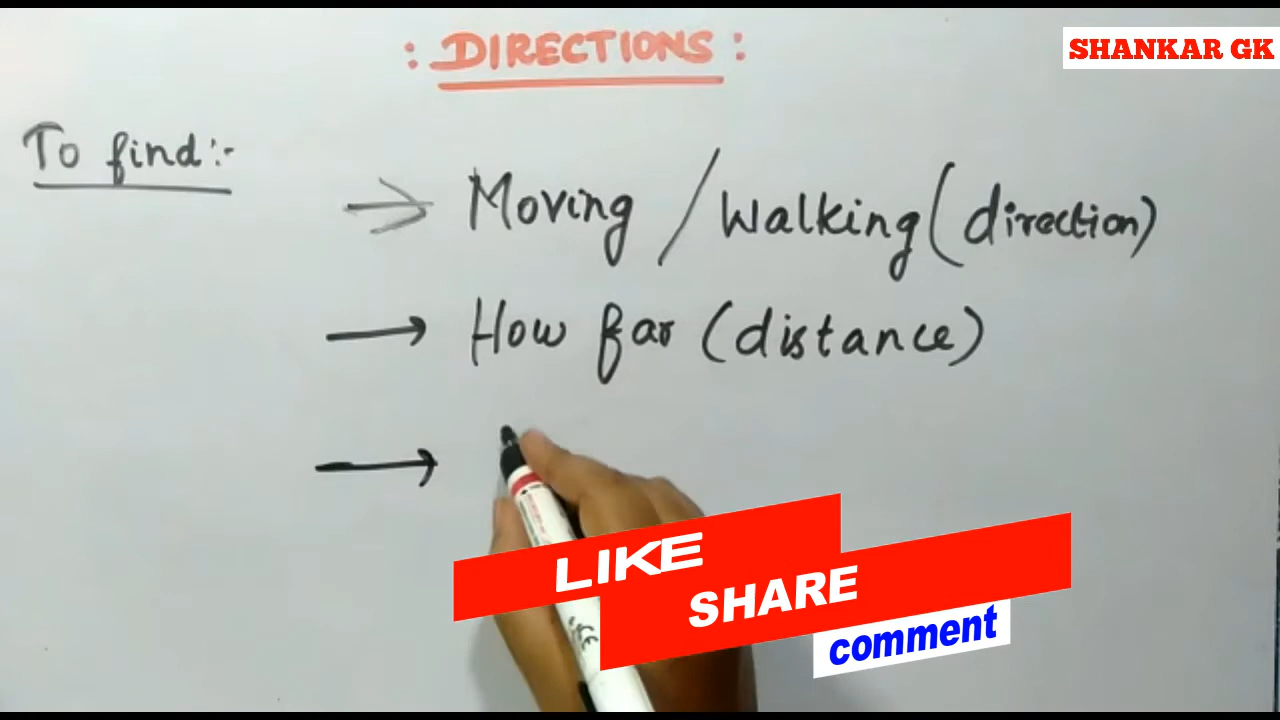 : DIRECTIONS :
SHANKAR GK
To find:-
→ Moving / Walking (direction)
→ How far (distance)
→
LIKE
SHARE
comment